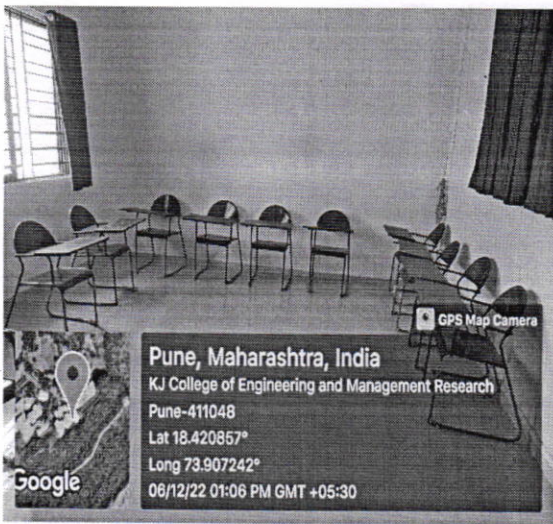 GPS Map Camera
Pune, Maharashtra, India
KJ College of Engineering and Management Research
Pune-411048
Lat 18.420857°
Long 73.907242°
06/12/22 01:06 PM GMT +05:30
Google